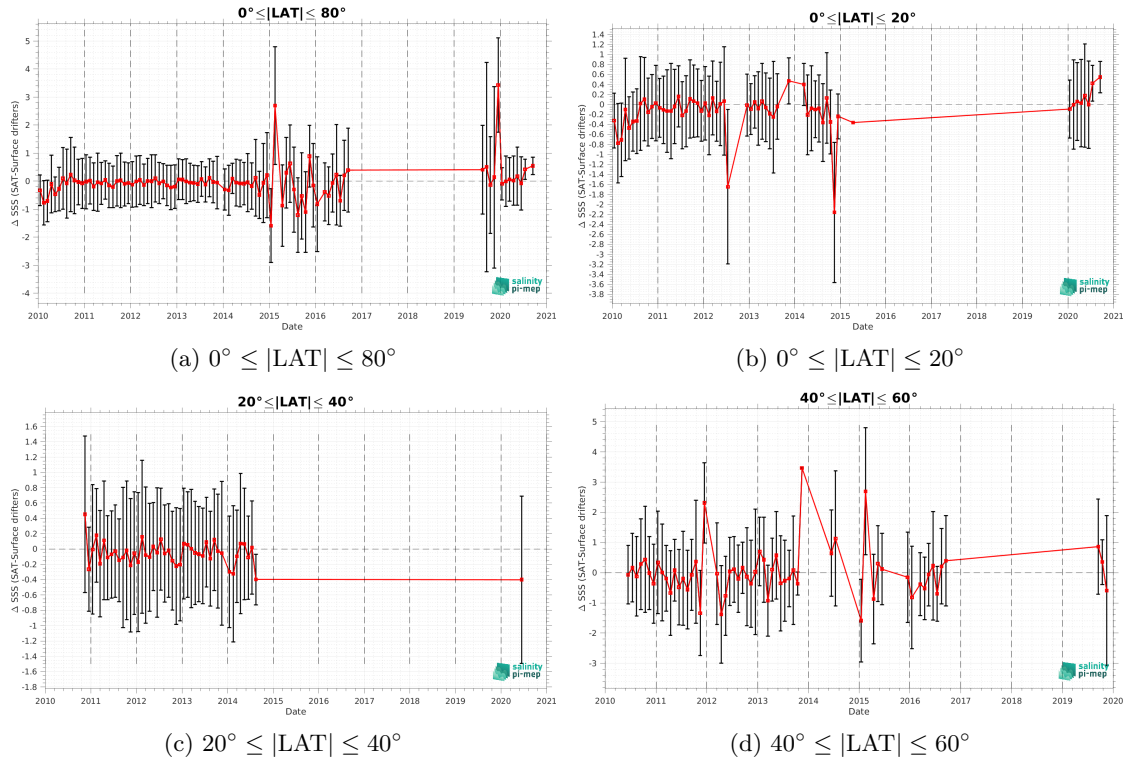 0°≤|LAT|≤ 80°
Δ SSS (SAT-Surface drifters)
5
4
3
2
1
0
-1
-2
-3
-4
2010 2011 2012 2013 2014 2015 2016 2017 2018 2019 2020 2021
Date
salinity
pi-mep
(a) 0° ≤ |LAT| ≤ 80°
0°≤|LAT|≤ 20°
Δ SSS (SAT-Surface drifters)
1.4
1.2
1
0.8
0.6
0.4
0.2
0
-0.2
-0.4
-0.6
-0.8
-1
-1.2
-1.4
-1.6
-1.8
-2
-2.2
-2.4
-2.6
-2.8
-3
-3.2
-3.4
-3.6
-3.8
2010 2011 2012 2013 2014 2015 2016 2017 2018 2019 2020 2021
Date
salinity
pi-mep
(b) 0° ≤ |LAT| ≤ 20°
20°≤|LAT|≤ 40°
Δ SSS (SAT-Surface drifters)
1.6
1.4
1.2
1
0.8
0.6
0.4
0.2
0
-0.2
-0.4
-0.6
-0.8
-1
-1.2
-1.4
-1.6
-1.8
2010 2011 2012 2013 2014 2015 2016 2017 2018 2019 2020 2021
Date
salinity
pi-mep
(c) 20° ≤ |LAT| ≤ 40°
40°≤|LAT|≤ 60°
Δ SSS (SAT-Surface drifters)
5
4
3
2
1
0
-1
-2
-3
2010 2011 2012 2013 2014 2015 2016 2017 2018 2019 2020
Date
salinity
pi-mep
(d) 40° ≤ |LAT| ≤ 60°